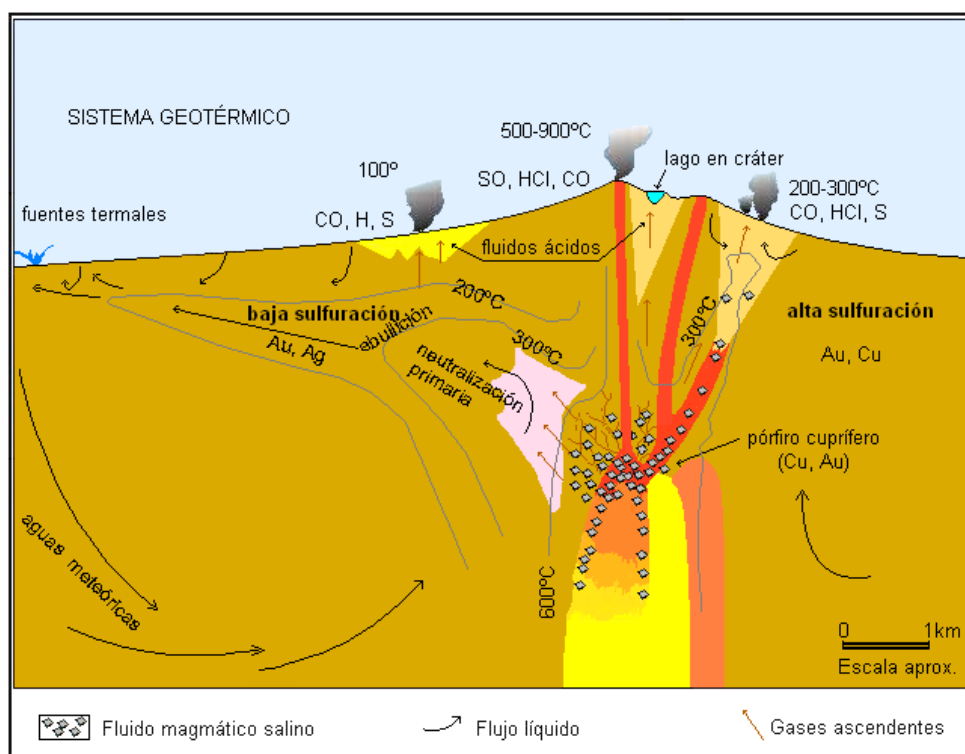 SISTEMA GEOTÉRMICO
500-900ºC
SO, HCl, CO
lago en cráter
100º
CO, H, S
200-300ºC
CO, HCl, S
fuentes termales
fluidos ácidos
200ºC
baja sulfuración
ebullición
Au, Ag
300ºC
neutralización
primaria
300ºC
alta sulfuración
Au, Cu
pórfiro cuprífero
(Cu, Au)
aguas meteóricas
600ºC
0 1km
Escala aprox.
Fluido magmático salino
Flujo líquido
Gases ascendentes